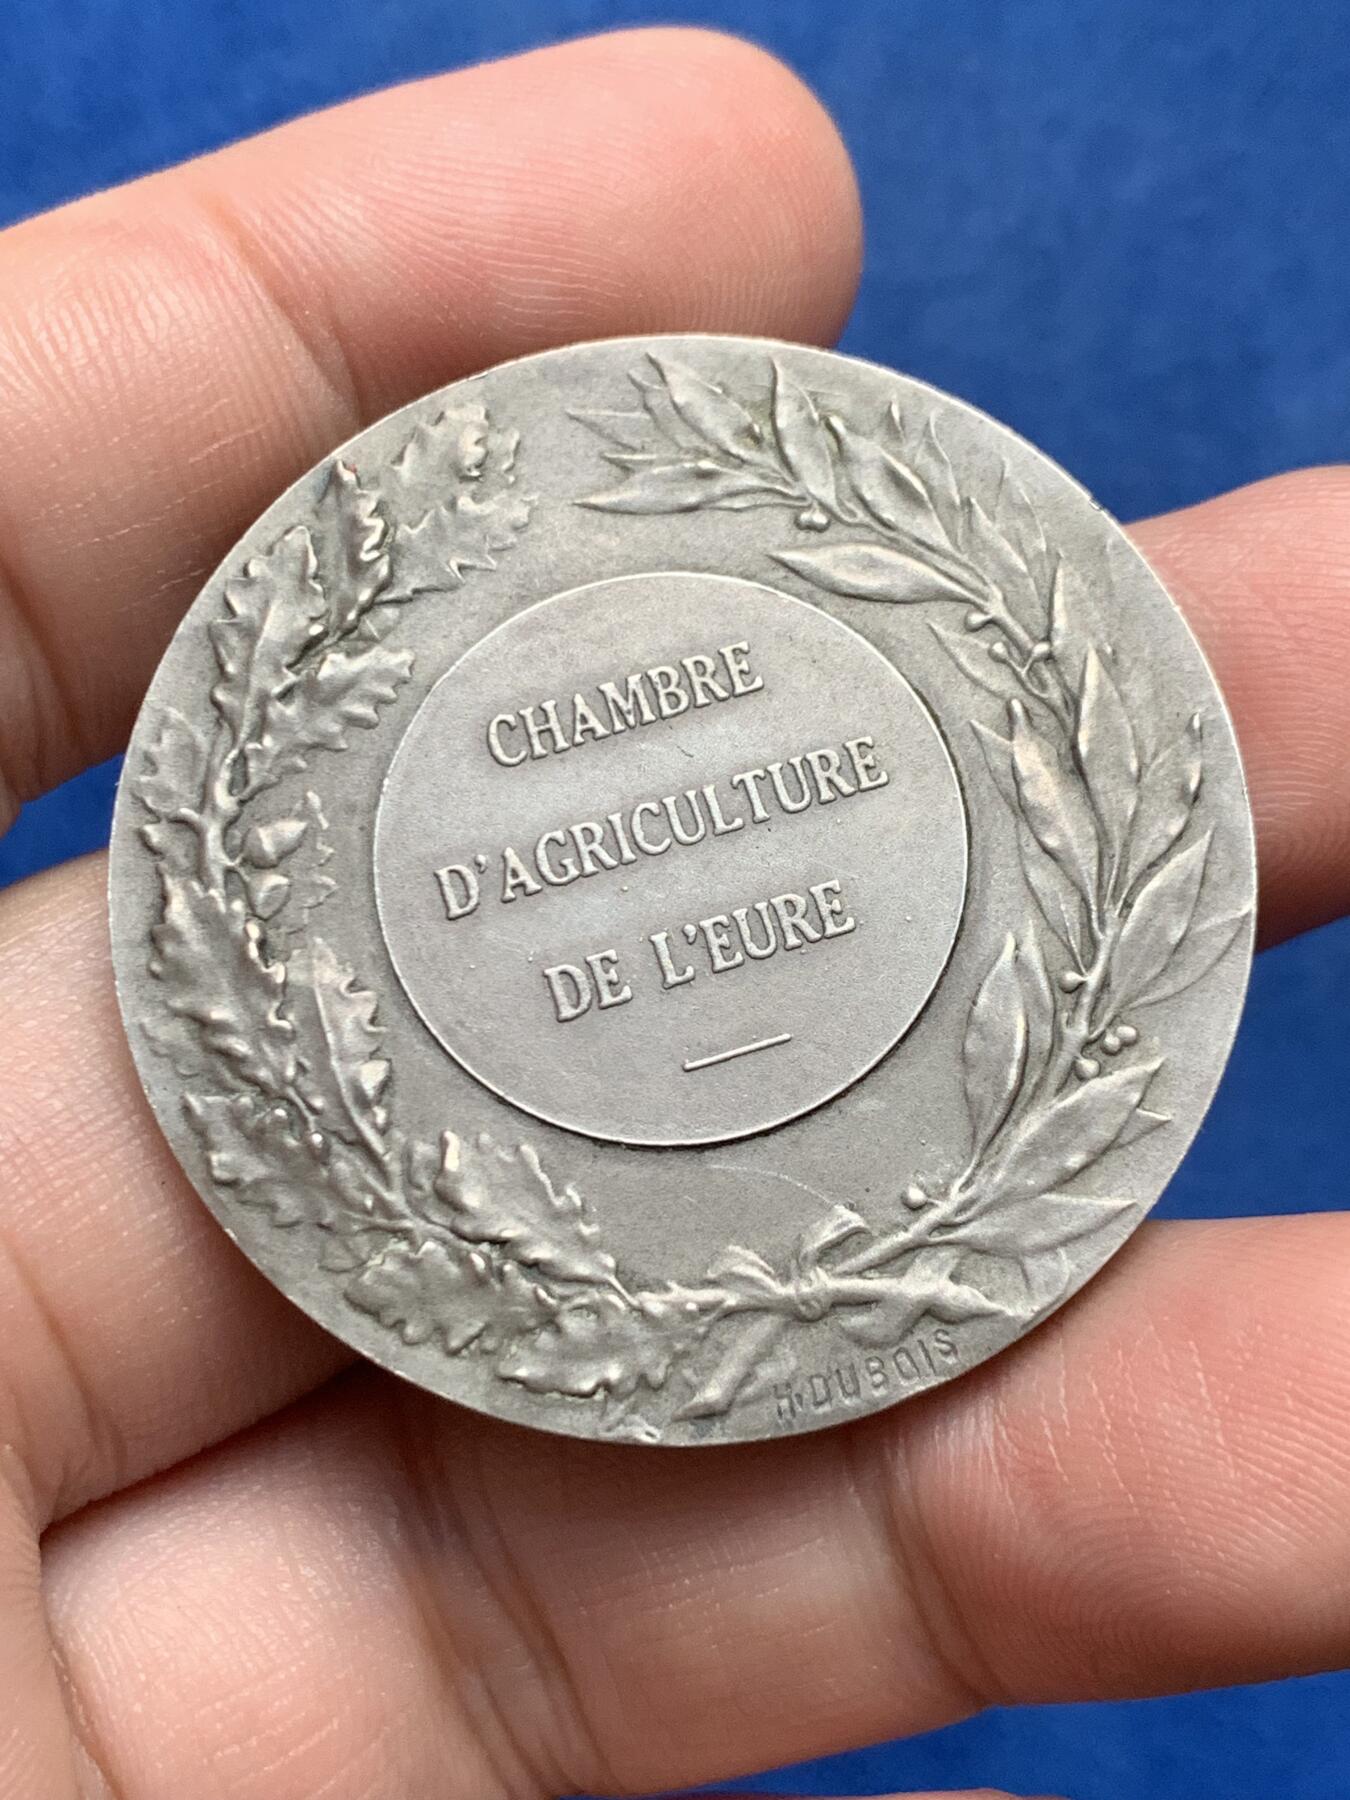 CHAMBRE
D'AGRICULTURE
DE L'EURE
H.DUBOIS